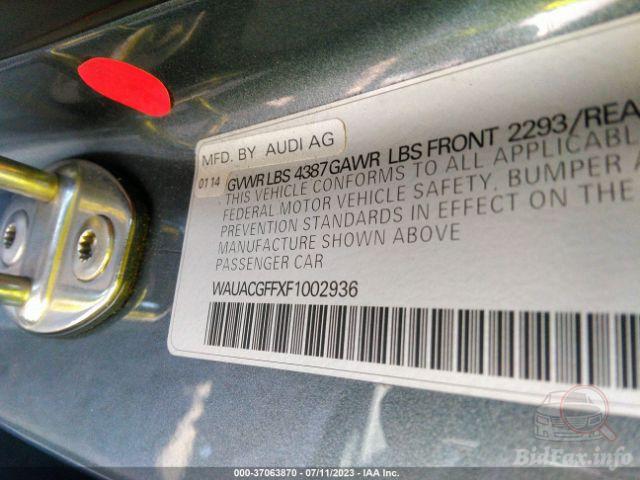 MFD. BY AUDI AG
01 14 GVWR LBS 4387 GAWR LBS FRONT 2293/REA
THIS VEHICLE CONFORMS TO ALL APPLICABL
FEDERAL MOTOR VEHICLE SAFETY, BUMPER A
PREVENTION STANDARDS IN EFFECT ON THE
MANUFACTURE SHOWN ABOVE
PASSENGER CAR
WAUACGFFXF1002936
000-37063870 - 07/11/2023 - IAA Inc.
BidFax.info